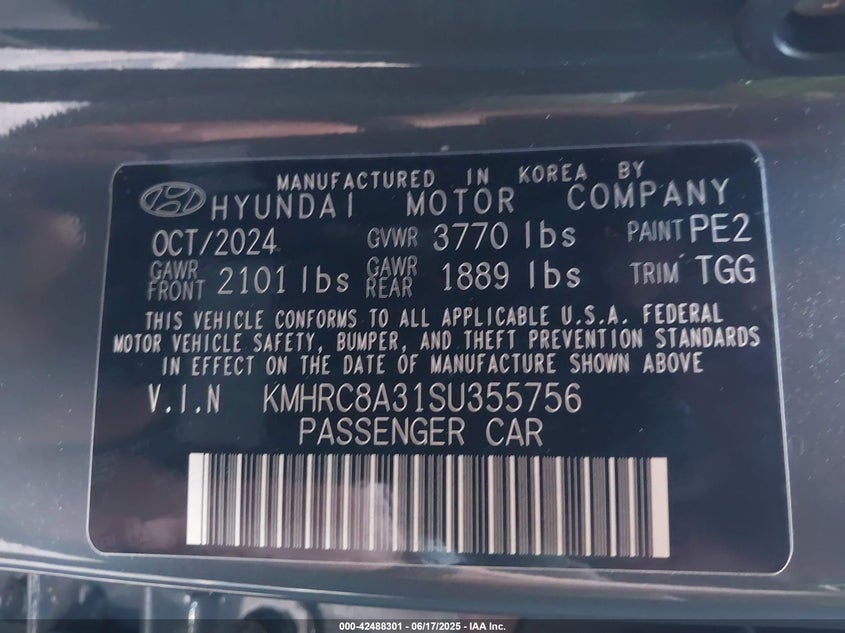 MANUFACTURED IN KOREA BY
HYUNDAI MOTOR COMPANY
OCT/2024 GVWR 3770 lbs PAINT PE2
GAWR FRONT 2101 lbs GAWR REAR 1889 lbs TRIM TGG
THIS VEHICLE CONFORMS TO ALL APPLICABLE U.S.A. FEDERAL
MOTOR VEHICLE SAFETY, BUMPER, AND THEFT PREVENTION STANDARDS
IN EFFECT ON THE DATE OF MANUFACTURE SHOWN ABOVE
V.I.N KMHRC8A31SU355756
PASSENGER CAR
000-42488301 | 06/17/2025 - IAA Inc.